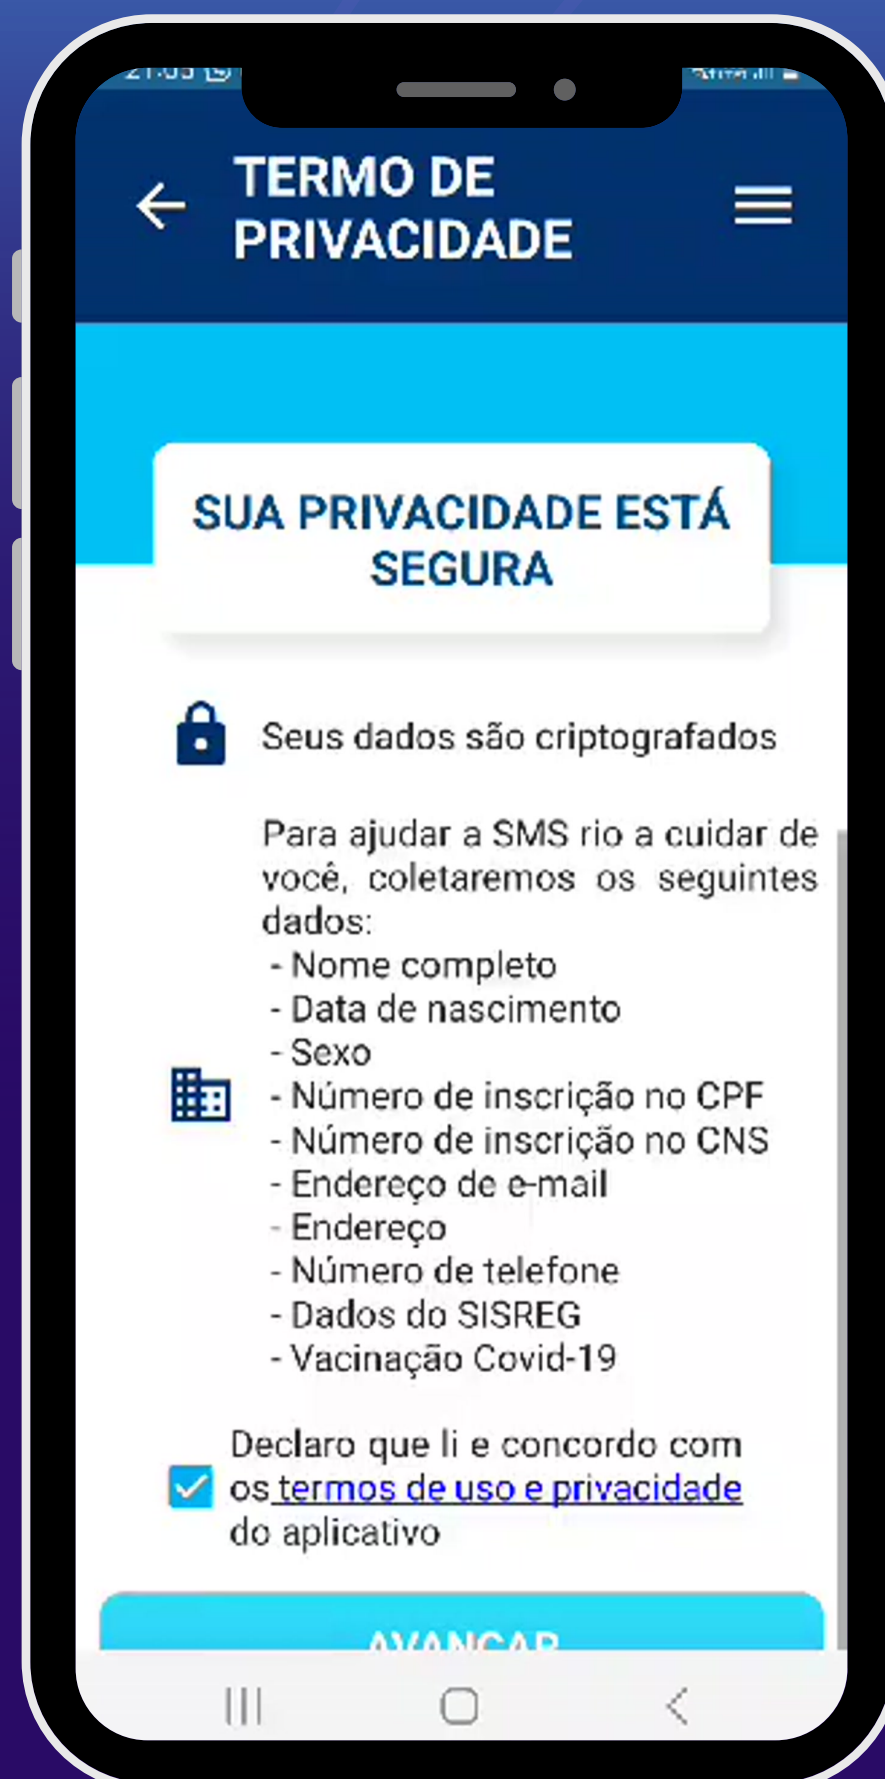 TERMO DE
PRIVACIDADE
SUA PRIVACIDADE ESTÁ
SEGURA
Seus dados são criptografados
Para ajudar a SMS rio a cuidar de
você, coletaremos os seguintes
dados:
- Nome completo
- Data de nascimento
- Sexo
- Número de inscrição no CPF
- Número de inscrição no CNS
- Endereço de e-mail
- Endereço
- Número de telefone
- Dados do SISREG
- Vacinação Covid-19
Declaro que li e concordo com
os termos de uso e privacidade
do aplicativo
AVANÇAR